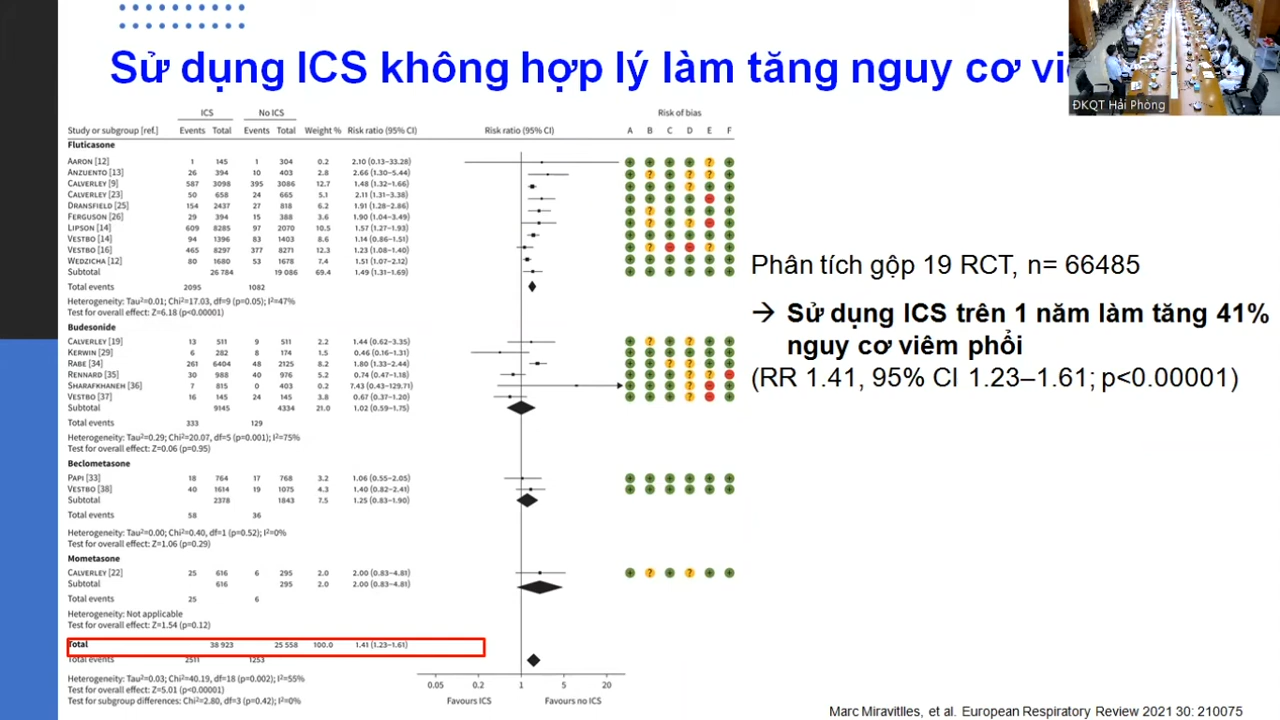 Sử dụng ICS không hợp lý làm tăng nguy cơ
ĐKQT Hải Phòng
ICS No ICS Risk of bias
Study or subgroup [ref.] Events Total Events Total Weight % Risk ratio (95% CI) Risk ratio (95% CI) A B C D E F
Fluticasone
AARON [12] 1 145 1 304 0.2 2.10 (0.13–33.28)
ANZUENTO [13] 26 394 10 403 2.8 2.66 (1.30–5.44)
CALVERLEY [9] 587 3098 395 3086 12.7 1.48 (1.32–1.66)
CALVERLEY [23] 50 658 24 665 5.1 2.11 (1.31–3.38)
DRANSFIELD [25] 154 2437 27 818 6.2 1.91 (1.28–2.86)
FERGUSON [26] 29 394 15 388 3.6 1.90 (1.04–3.49)
LIPSON [14] 609 8285 97 2070 10.5 1.57 (1.27–1.93)
VESTBO [14] 94 1396 83 1403 8.6 1.14 (0.86–1.51)
VESTBO [16] 465 8297 377 8271 12.3 1.23 (1.08–1.40)
WEDZICHA [12] 80 1680 53 1678 7.4 1.51 (1.07–2.12)
Subtotal 26 784 19 086 69.4 1.49 (1.31–1.69)
Total events 2095 1082
Heterogeneity: Tau²=0.01; Chi²=17.03, df=9 (p=0.05); I²=47%
Test for overall effect: Z=6.18 (p<0.00001)
Budesonide
CALVERLEY [19] 13 511 9 511 2.2 1.44 (0.62–3.35)
KERWIN [29] 6 282 8 174 1.5 0.46 (0.16–1.31)
RABE [34] 261 6404 48 2125 8.2 1.80 (1.33–2.44)
RENNARD [35] 30 988 40 976 5.2 0.74 (0.47–1.18)
SHARAFKHANEH [36] 7 815 0 403 0.2 7.43 (0.43–129.71)
VESTBO [37] 16 145 24 145 3.8 0.67 (0.37–1.20)
Subtotal 9145 4334 21.0 1.02 (0.59–1.75)
Total events 333 129
Heterogeneity: Tau²=0.29; Chi²=20.07, df=5 (p=0.001); I²=75%
Test for overall effect: Z=0.06 (p=0.95)
Beclometasone
PAPI [33] 18 764 17 768 3.2 1.06 (0.55–2.05)
VESTBO [38] 40 1614 19 1075 4.3 1.40 (0.82–2.41)
Subtotal 2378 1843 7.5 1.25 (0.83–1.90)
Total events 58 36
Heterogeneity: Tau²=0.00; Chi²=0.40, df=1 (p=0.52); I²=0%
Test for overall effect: Z=1.06 (p=0.29)
Mometasone
CALVERLEY [22] 25 616 6 295 2.0 2.00 (0.83–4.81)
Subtotal 616 295 2.0 2.00 (0.83–4.81)
Total events 25 6
Heterogeneity: Not applicable
Test for overall effect: Z=1.54 (p=0.12)
Total 38 923 25 558 100.0 1.41 (1.23–1.61)
Total events 2511 1253
Heterogeneity: Tau²=0.03; Chi²=40.19, df=18 (p=0.002); I²=55%
Test for overall effect: Z=5.01 (p<0.00001)
Test for subgroup differences: Chi²=2.80, df=3 (p=0.42); I²=0%
0.05 0.2 1 5 20
Favours ICS Favours no ICS
Phân tích gộp 19 RCT, n= 66485
→ Sử dụng ICS trên 1 năm làm tăng 41%
nguy cơ viêm phổi
(RR 1.41, 95% CI 1.23–1.61; p<0.00001)
Marc Miravitlles, et al. European Respiratory Review 2021 30: 210075